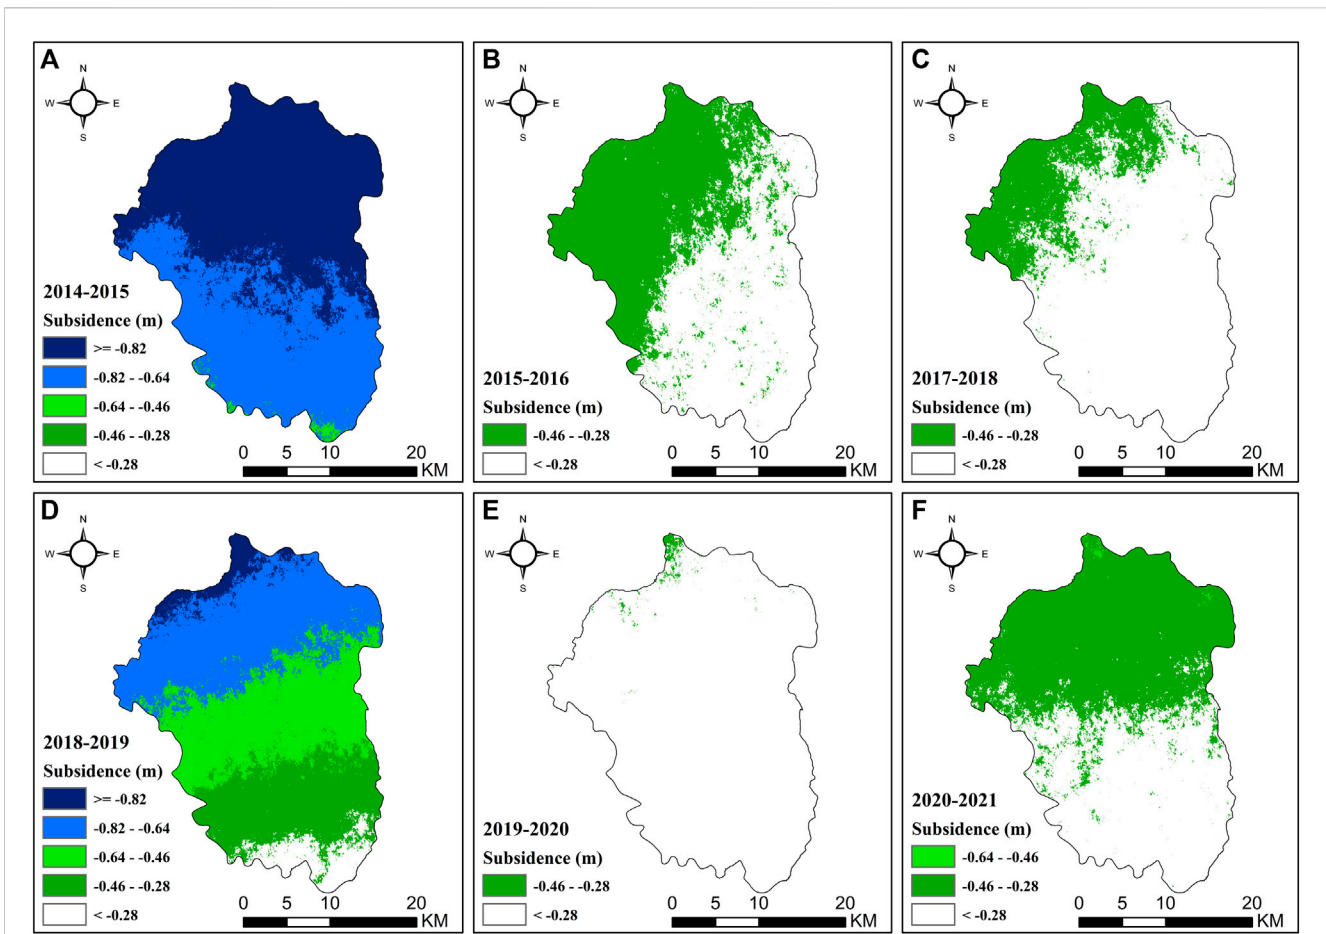 A
N
W E
S
2014-2015
Subsidence (m)
>= -0.82
-0.82 - -0.64
-0.64 - -0.46
-0.46 - -0.28
< -0.28
0 5 10 20
KM
B
N
W E
S
2015-2016
Subsidence (m)
-0.46 - -0.28
< -0.28
0 5 10 20
KM
C
N
W E
S
2017-2018
Subsidence (m)
-0.46 - -0.28
< -0.28
0 5 10 20
KM
D
N
W E
S
2018-2019
Subsidence (m)
>= -0.82
-0.82 - -0.64
-0.64 - -0.46
-0.46 - -0.28
< -0.28
0 5 10 20
KM
E
N
W E
S
2019-2020
Subsidence (m)
-0.46 - -0.28
< -0.28
0 5 10 20
KM
F
N
W E
S
2020-2021
Subsidence (m)
-0.64 - -0.46
-0.46 - -0.28
< -0.28
0 5 10 20
KM